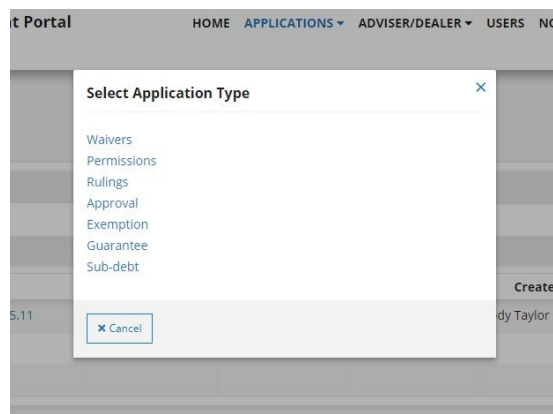 t Portal HOME APPLICATIONS ADVISER/DEALER USERS
Select Application Type ×
Waivers
Permissions
Rulings
Approval
Exemption
Guarantee
Sub-debt
Create
5.11 dy Taylor
× Cancel